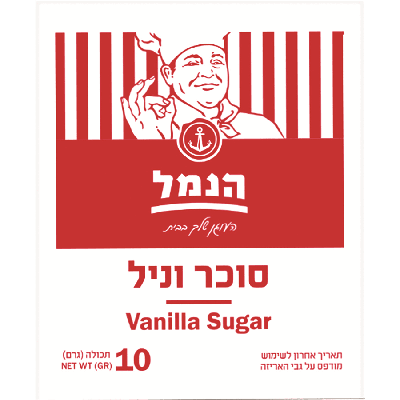 הנמל
העוגן שלך בבית
סוכר וניל
Vanilla Sugar
תאריך אחרון לשימוש
מודפס על גבי האריזה
10 תכולה (גרם)
NET WT (GR)